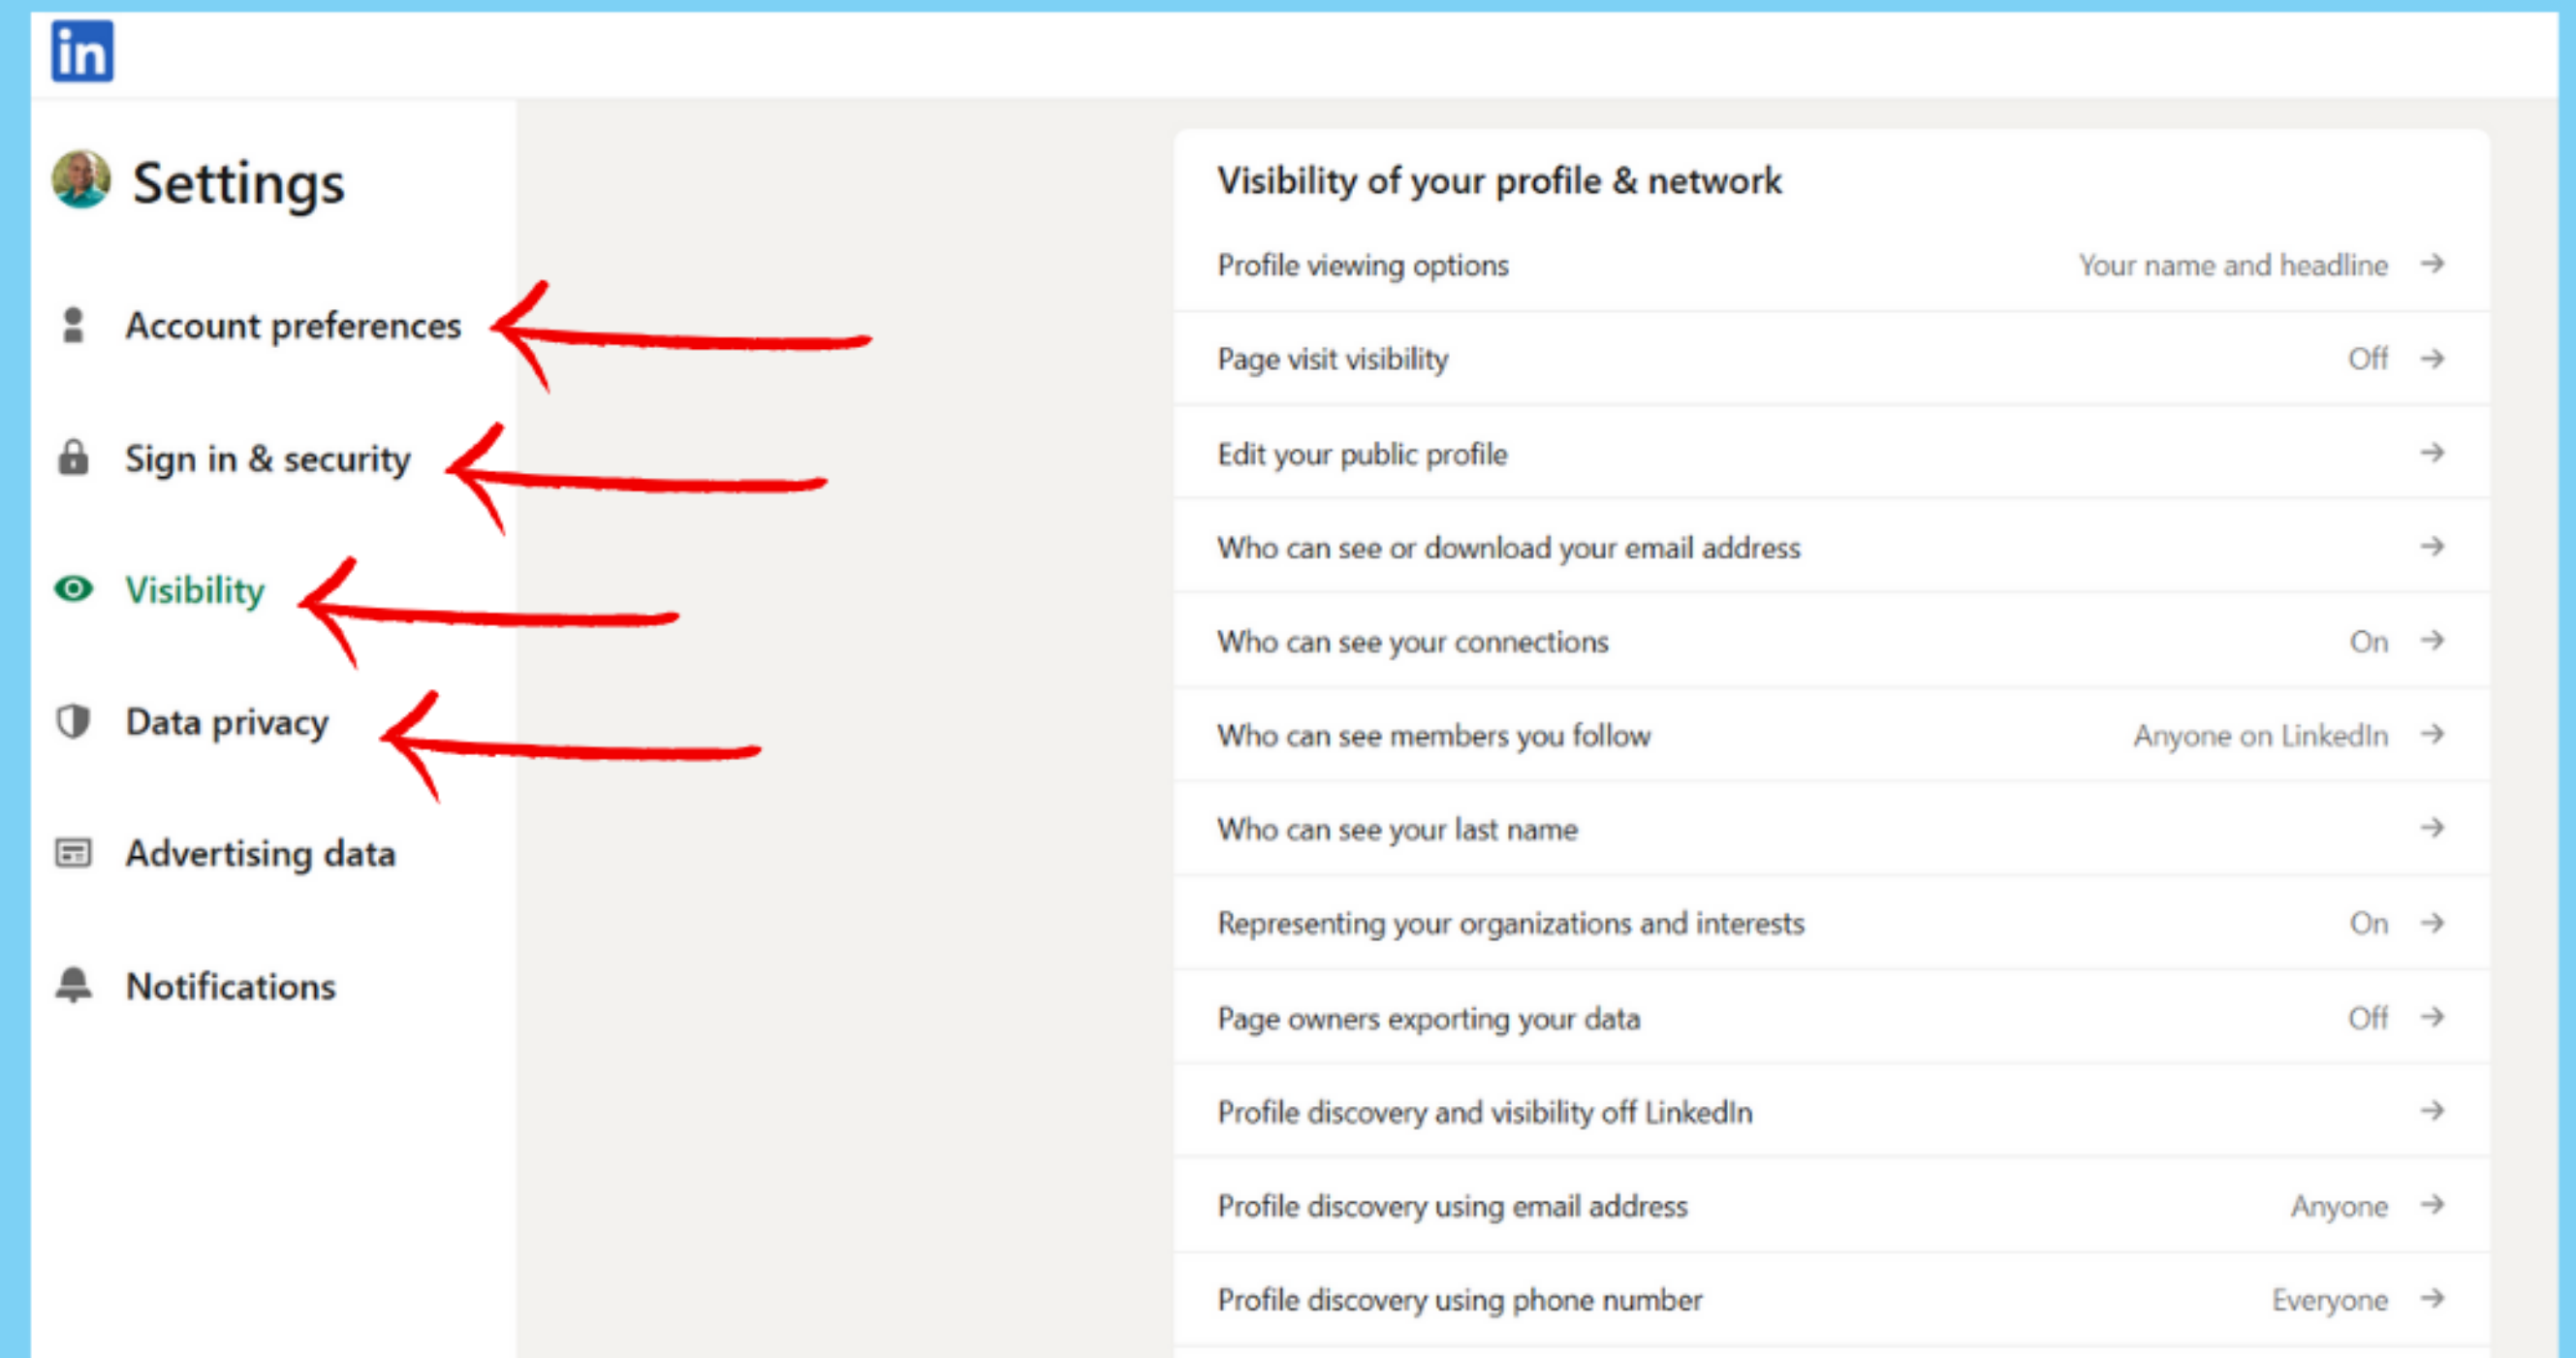 in
Settings
Account preferences
Sign in & security
Visibility
Data privacy
Advertising data
Notifications
Visibility of your profile & network
Profile viewing options Your name and headline
Page visit visibility Off
Edit your public profile
Who can see or download your email address
Who can see your connections On
Who can see members you follow Anyone on LinkedIn
Who can see your last name
Representing your organizations and interests On
Page owners exporting your data Off
Profile discovery and visibility off LinkedIn
Profile discovery using email address Anyone
Profile discovery using phone number Everyone